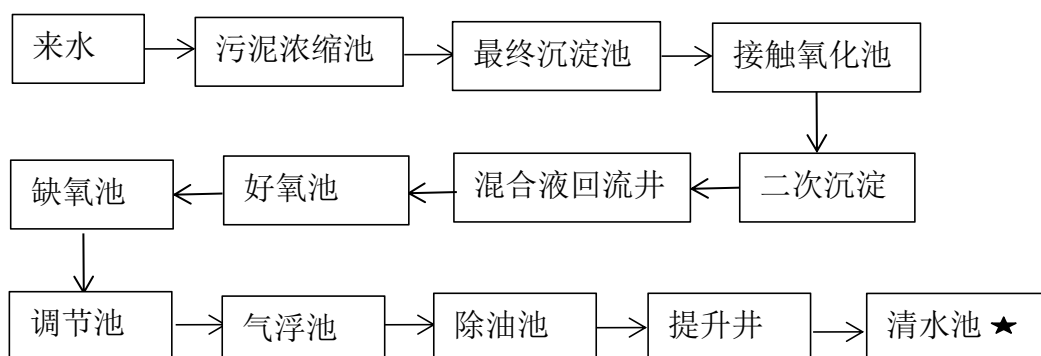 来水
污泥浓缩池
最终沉淀池
接触氧化池
缺氧池
好氧池
混合液回流井
二次沉淀
调节池
气浮池
除油池
提升井
清水池★